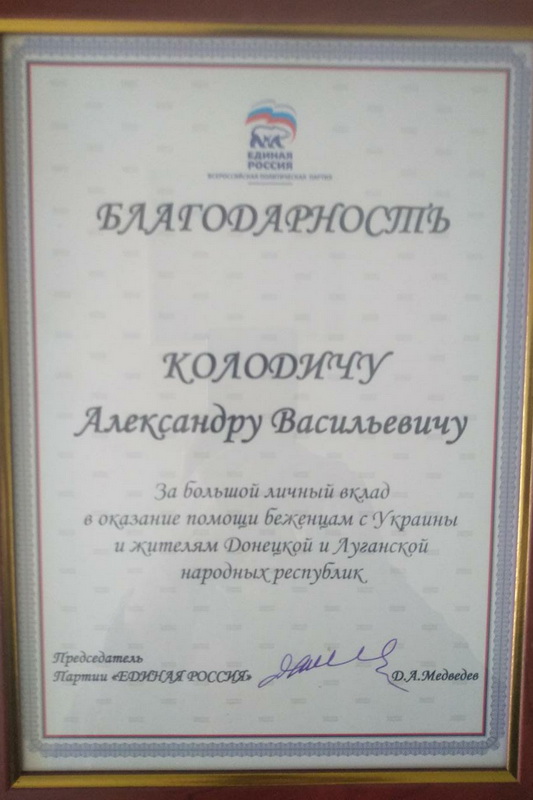 ЕДИНАЯ
РОССИЯ
ВСЕРОССИЙСКАЯ ПОЛИТИЧЕСКАЯ ПАРТИЯ
БЛАГОДАРНОСТЬ
КОЛОДИЧУ
Александру Васильевичу
За большой личный вклад
в оказание помощи беженцам с Украины
и жителям Донецкой и Луганской
народных республик
Председатель
Партии «ЕДИНАЯ РОССИЯ»
Д.А.Медведев